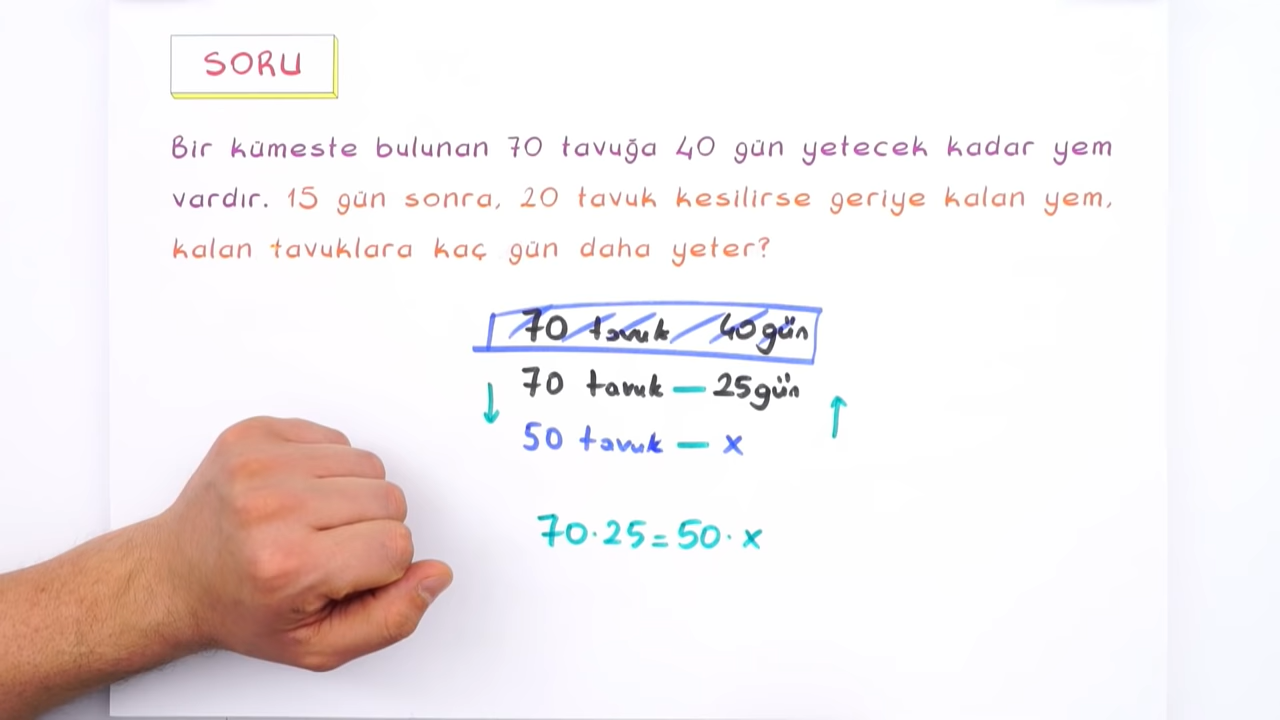 SORU
Bir kümeste bulunan 70 tavuğa 40 gün yetecek kadar yem
vardır. 15 gün sonra, 20 tavuk kesilirse geriye kalan yem,
kalan tavuklara kaç gün daha yeter?
70 tavuk 40 gün
70 tavuk — 25 gün
50 tavuk — x
70·25=50·x